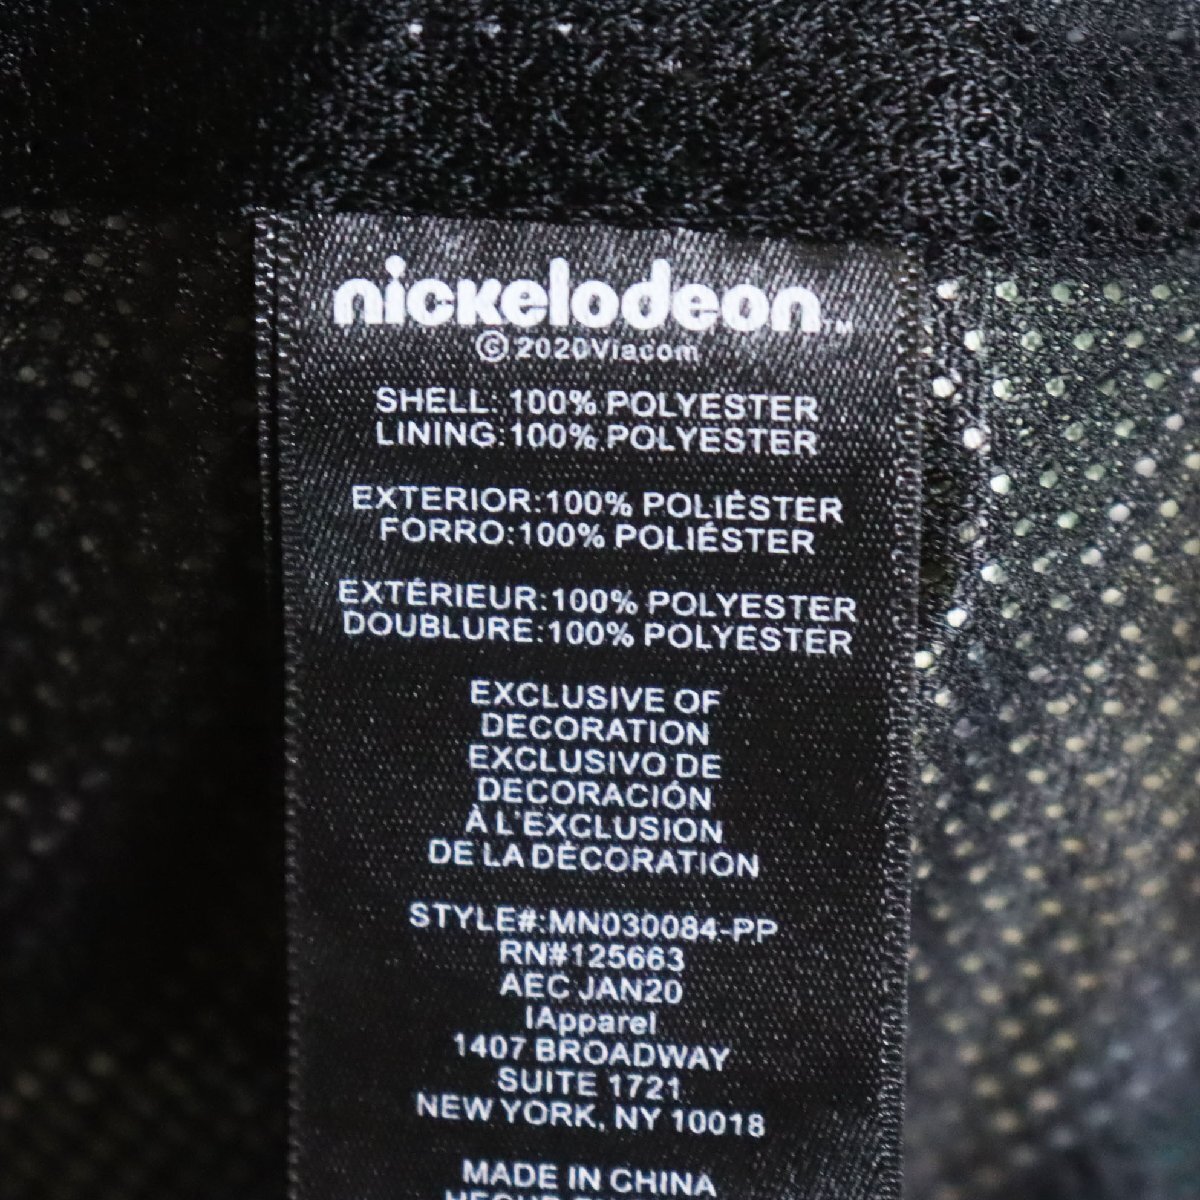 nickelodeon™
©2020Viacom
SHELL: 100% POLYESTER
LINING:100% POLYESTER
EXTERIOR:100% POLIÉSTER
FORRO:100% POLIÉSTER
EXTÉRIEUR:100% POLYESTER
DOUBLURE:100% POLYESTER
EXCLUSIVE OF
DECORATION
EXCLUSIVO DE
DECORACIÓN
À L'EXCLUSION
DE LA DÉCORATION
STYLE#:MN030084-PP
RN#125663
AEC JAN20
IApparel
1407 BROADWAY
SUITE 1721
NEW YORK, NY 10018
MADE IN CHINA